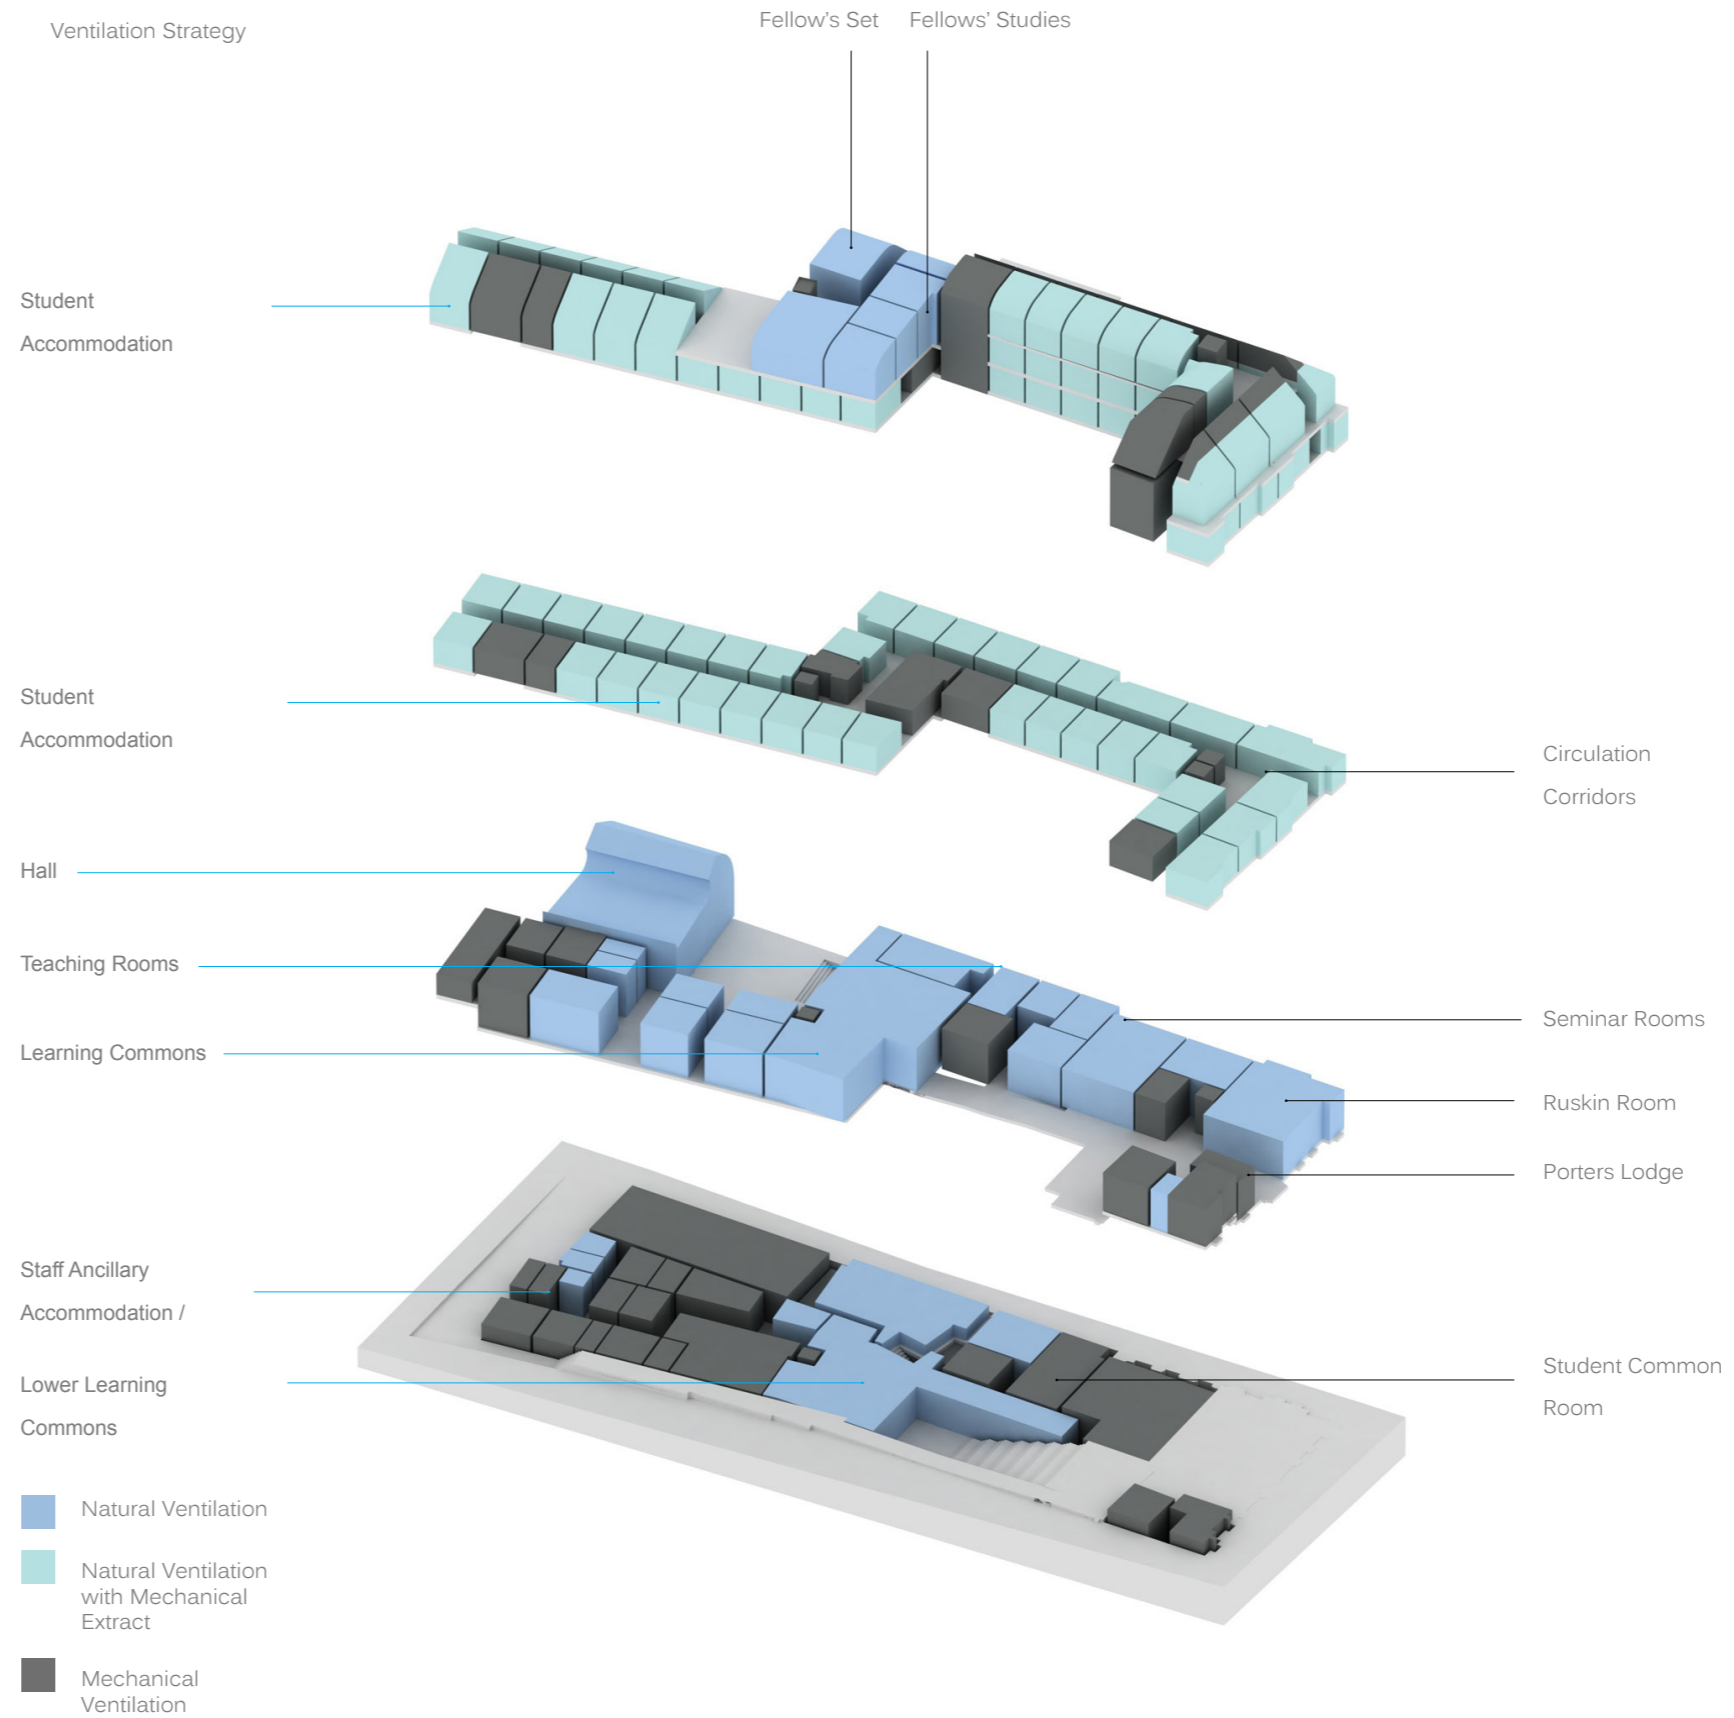 Ventilation Strategy
Fellow's Set
Fellows' Studies
Student
Accommodation
Student
Accommodation
Circulation
Corridors
Hall
Teaching Rooms
Learning Commons
Seminar Rooms
Ruskin Room
Porters Lodge
Staff Ancillary
Accommodation /
Lower Learning
Commons
Student Common
Room
Natural Ventilation
Natural Ventilation
with Mechanical
Extract
Mechanical
Ventilation